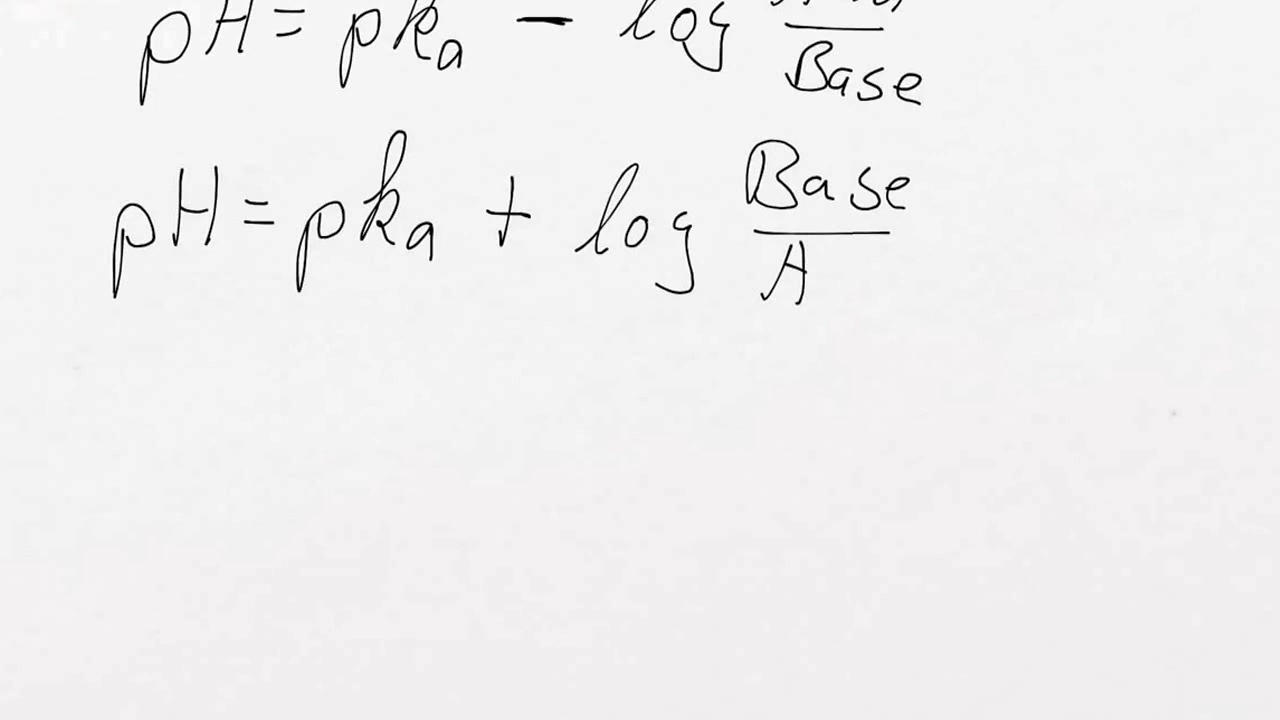 pH = pka - log /Base
pH = pka + log Base/A